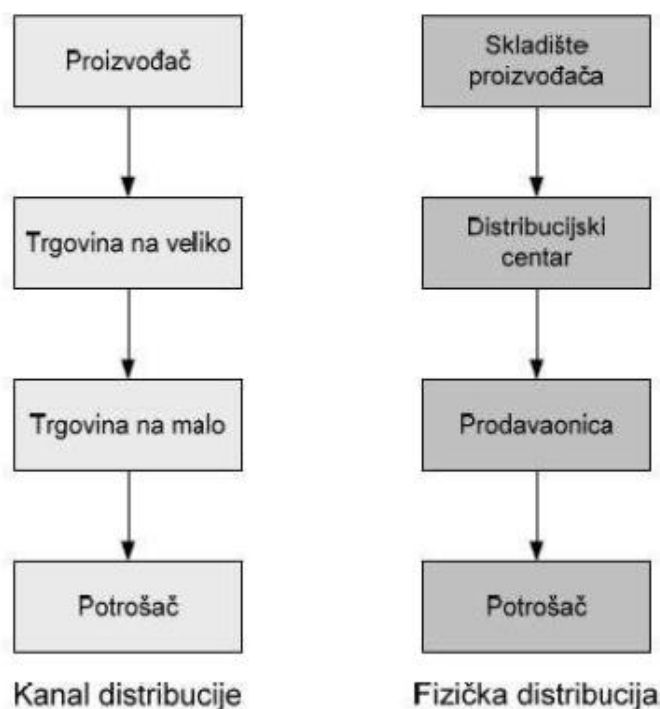 Proizvođač
Trgovina na veliko
Trgovina na malo
Potrošač
Kanal distribucije
Skladište
proizvođača
Distribucijski
centar
Prodavaonica
Potrošač
Fizička distribucija